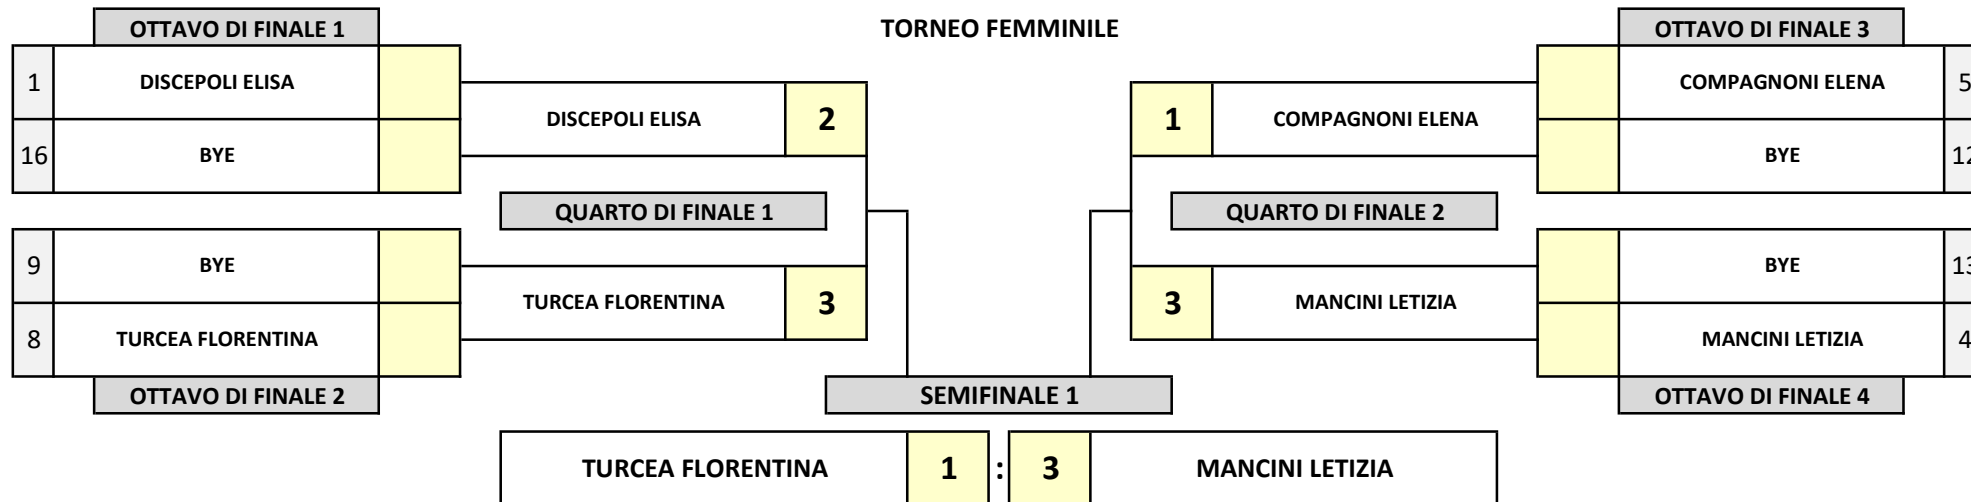 OTTAVO DI FINALE 1 TORNEO FEMMINILE OTTAVO DI FINALE 3
1 DISCEPOLI ELISA COMPAGNONI ELENA 5
DISCEPOLI ELISA 2 1 COMPAGNONI ELENA
16 BYE BYE 12
QUARTO DI FINALE 1 QUARTO DI FINALE 2
9 BYE BYE 13
TURCEA FLORENTINA 3 3 MANCINI LETIZIA
8 TURCEA FLORENTINA MANCINI LETIZIA 4
OTTAVO DI FINALE 2 SEMIFINALE 1 OTTAVO DI FINALE 4
TURCEA FLORENTINA 1 : 3 MANCINI LETIZIA